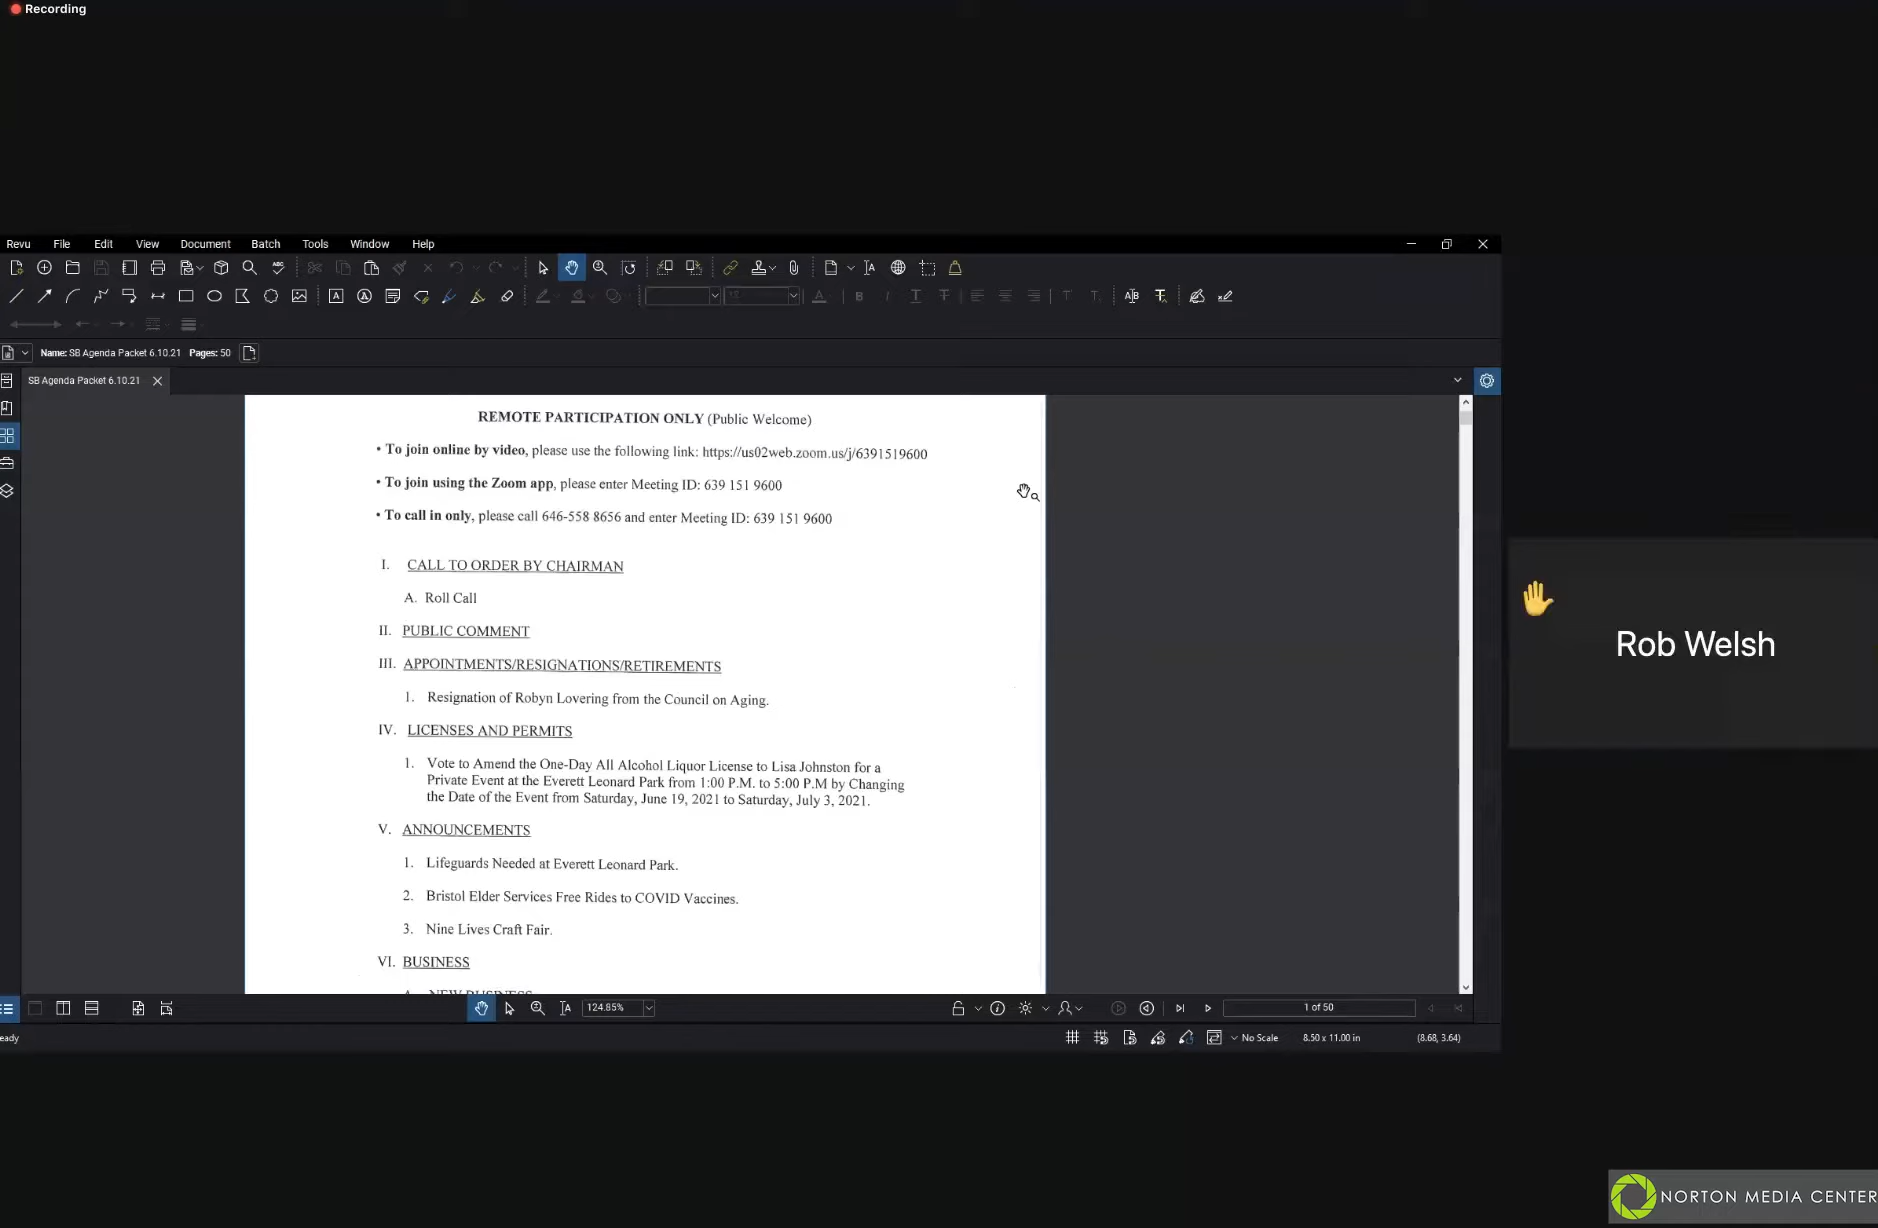 Recording
Revu File Edit View Document Batch Tools Window Help
Name: SB Agenda Packet 6.10.21 Pages: 50
SB Agenda Packet 6.10.21
REMOTE PARTICIPATION ONLY (Public Welcome)
• To join online by video, please use the following link: https://us02web.zoom.us/j/6391519600
• To join using the Zoom app, please enter Meeting ID: 639 151 9600
• To call in only, please call 646-558 8656 and enter Meeting ID: 639 151 9600
I. CALL TO ORDER BY CHAIRMAN
A. Roll Call
II. PUBLIC COMMENT
III. APPOINTMENTS/RESIGNATIONS/RETIREMENTS
1. Resignation of Robyn Lovering from the Council on Aging.
IV. LICENSES AND PERMITS
1. Vote to Amend the One-Day All Alcohol Liquor License to Lisa Johnston for a
Private Event at the Everett Leonard Park from 1:00 P.M. to 5:00 P.M by Changing
the Date of the Event from Saturday, June 19, 2021 to Saturday, July 3, 2021.
V. ANNOUNCEMENTS
1. Lifeguards Needed at Everett Leonard Park.
2. Bristol Elder Services Free Rides to COVID Vaccines.
3. Nine Lives Craft Fair.
VI. BUSINESS
A. NEW BUSINESS
Rob Welsh
124.85%
1 of 50
eady
No Scale
8.50 x 11.00 in
(8.68, 3.64)
NORTON MEDIA CENTER